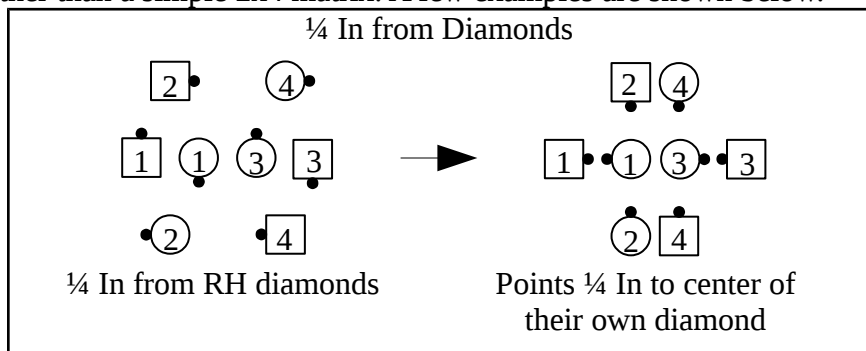 than a simple 2x4 matrix. A few examples are shown below.
¼ In from Diamonds
2 4 2 4
1 1 3 3 1 1 3 3
2 4 2 4
¼ In from RH diamonds
Points ¼ In to center of
their own diamond